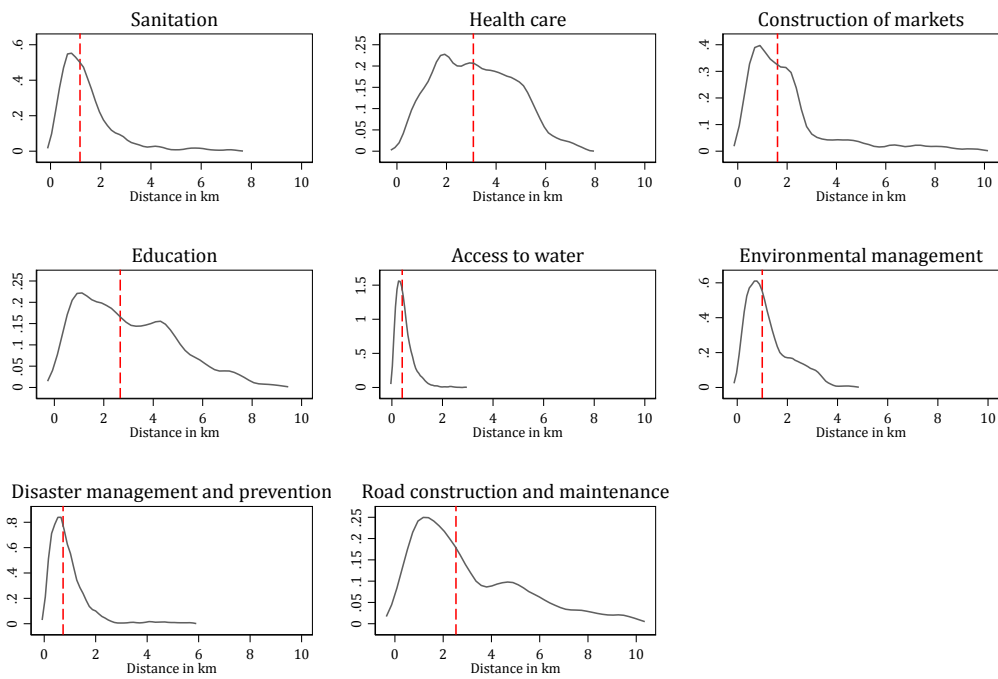 Sanitation
.6
.4
.2
0
0 2 4 6 8 10
Distance in km
Health care
.25
.2
.15
.1
.05
0
0 2 4 6 8 10
Distance in km
Construction of markets
.4
.3
.2
.1
0
0 2 4 6 8 10
Distance in km
Education
.25
.2
.15
.1
.05
0
0 2 4 6 8 10
Distance in km
Access to water
1.5
1
.5
0
0 2 4 6 8 10
Distance in km
Environmental management
.6
.4
.2
0
0 2 4 6 8 10
Distance in km
Disaster management and prevention
.8
.6
.4
.2
0
0 2 4 6 8 10
Distance in km
Road construction and maintenance
.25
.2
.15
.1
.05
0
0 2 4 6 8 10
Distance in km